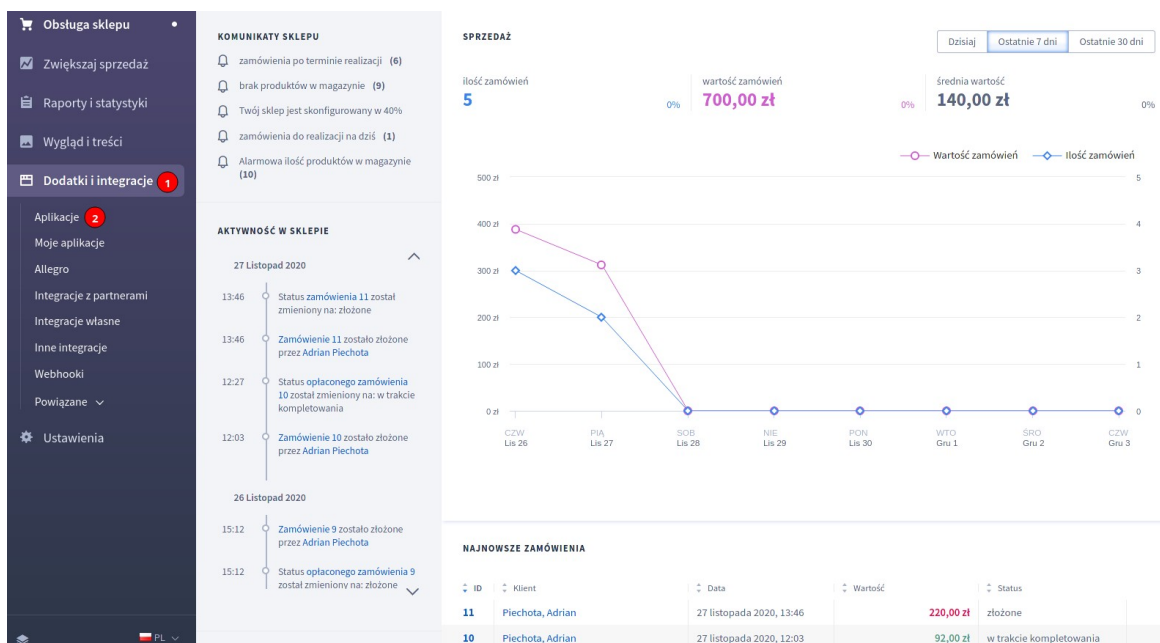 Obsługa sklepu
Zwiększaj sprzedaż
Raporty i statystyki
Wygląd i treści
Dodatki i integracje 1
Aplikacje 2
Moje aplikacje
Allegro
Integracje z partnerami
Integracje własne
Inne integracje
Webhooki
Powiązane
Ustawienia
PL
KOMUNIKATY SKLEPU
zamówienia po terminie realizacji (6)
brak produktów w magazynie (9)
Twój sklep jest skonfigurowany w 40%
zamówienia do realizacji na dziś (1)
Alarmowa ilość produktów w magazynie
(10)
AKTYWNOŚĆ W SKLEPIE
27 Listopad 2020
13:46 Status zamówienia 11 został
zmieniony na: złożone
13:46 Zamówienie 11 zostało złożone
przez Adrian Piechota
12:27 Status opłaconego zamówienia
10 został zmieniony na: w trakcie
kompletowania
12:03 Zamówienie 10 zostało złożone
przez Adrian Piechota
26 Listopad 2020
15:12 Zamówienie 9 zostało złożone
przez Adrian Piechota
15:12 Status opłaconego zamówienia 9
został zmieniony na: złożone
SPRZEDAŻ
Dzisiaj Ostatnie 7 dni Ostatnie 30 dni
ilość zamówień wartość zamówień średnia wartość
5 0% 700,00 zł 0% 140,00 zł 0%
Wartość zamówień Ilość zamówień
500 zł 5
400 zł 4
300 zł 3
200 zł 2
100 zł 1
0 zł 0
CZW PIĄ SOB NIE PON WTO ŚRO CZW
Lis 26 Lis 27 Lis 28 Lis 29 Lis 30 Gru 1 Gru 2 Gru 3
NAJNOWSZE ZAMÓWIENIA
ID Klient Data Wartość Status
11 Piechota, Adrian 27 listopada 2020, 13:46 220,00 zł złożone
10 Piechota, Adrian 27 listopada 2020, 12:03 92,00 zł w trakcie kompletowania